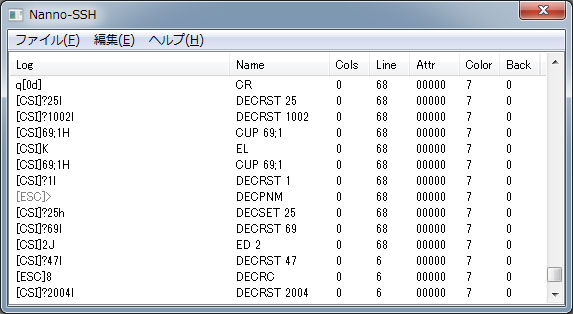 Nanno-SSH
ファイル(F) 編集(E) ヘルプ(H)
Log Name Cols Line Attr Color Back
q[0d] CR 0 68 00000 7 0
[CSI]?25l DECRST 25 0 68 00000 7 0
[CSI]?1002l DECRST 1002 0 68 00000 7 0
[CSI]69;1H CUP 69;1 0 68 00000 7 0
[CSI]K EL 0 68 00000 7 0
[CSI]69;1H CUP 69;1 0 68 00000 7 0
[CSI]?1l DECRST 1 0 68 00000 7 0
[ESC]> DECPNM 0 68 00000 7 0
[CSI]?25h DECSET 25 0 68 00000 7 0
[CSI]?69l DECRST 69 0 68 00000 7 0
[CSI]2J ED 2 0 68 00000 7 0
[CSI]?47l DECRST 47 0 6 00000 7 0
[ESC]8 DECRC 0 6 00000 7 0
[CSI]?2004l DECRST 2004 0 6 00000 7 0